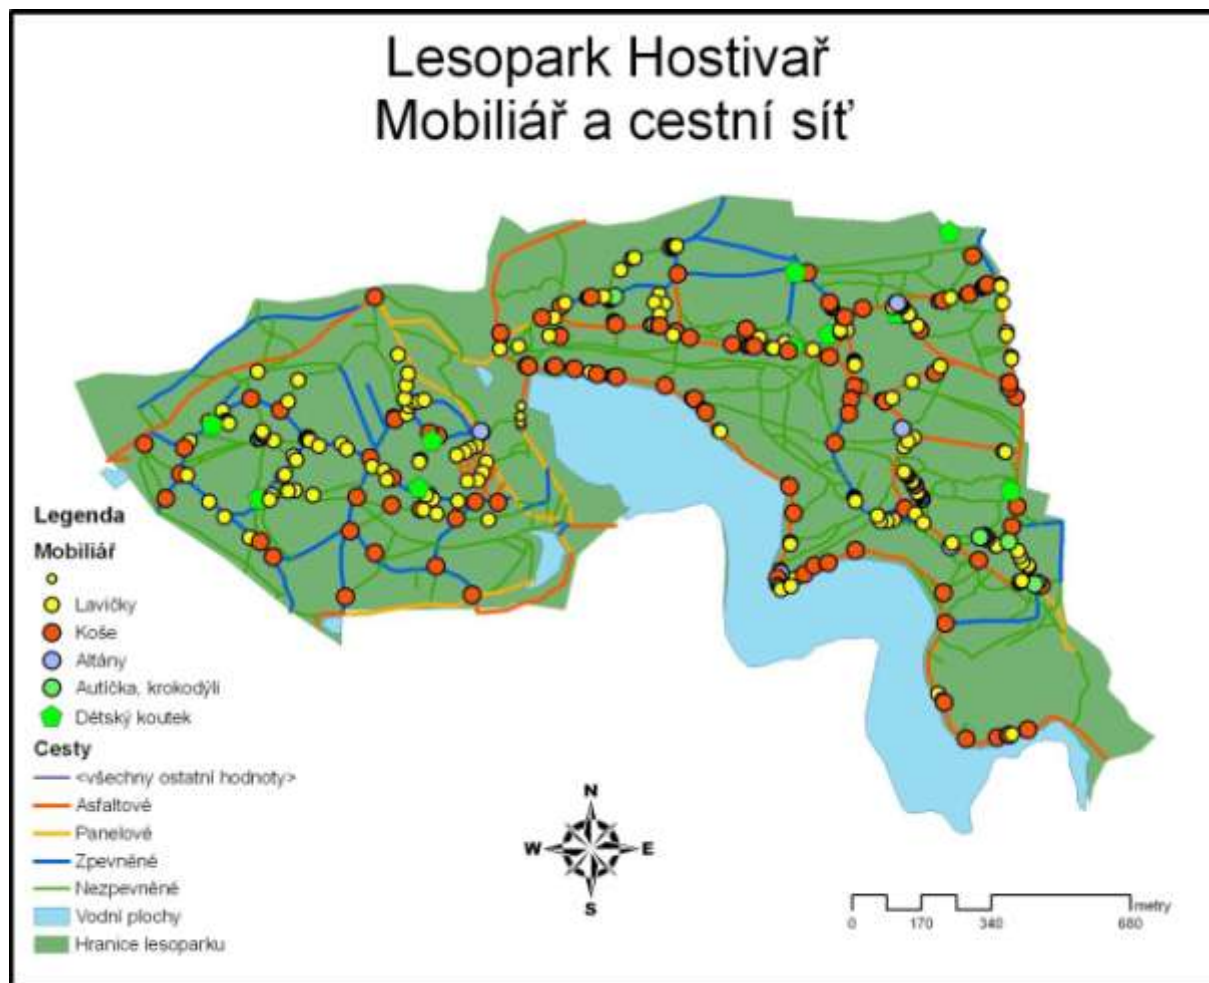 Lesopark Hostivař
Mobiliář a cestní síť
Legenda
Mobiliář
Lavičky
Koše
Altány
Autíčka, krokodýli
Dětský koutek
Cesty
<všechny ostatní hodnoty>
Asfaltové
Panelové
Zpevněné
Nezpevněné
Vodní plochy
Hranice lesoparku
N
W E
S
metry
0 170 340 680